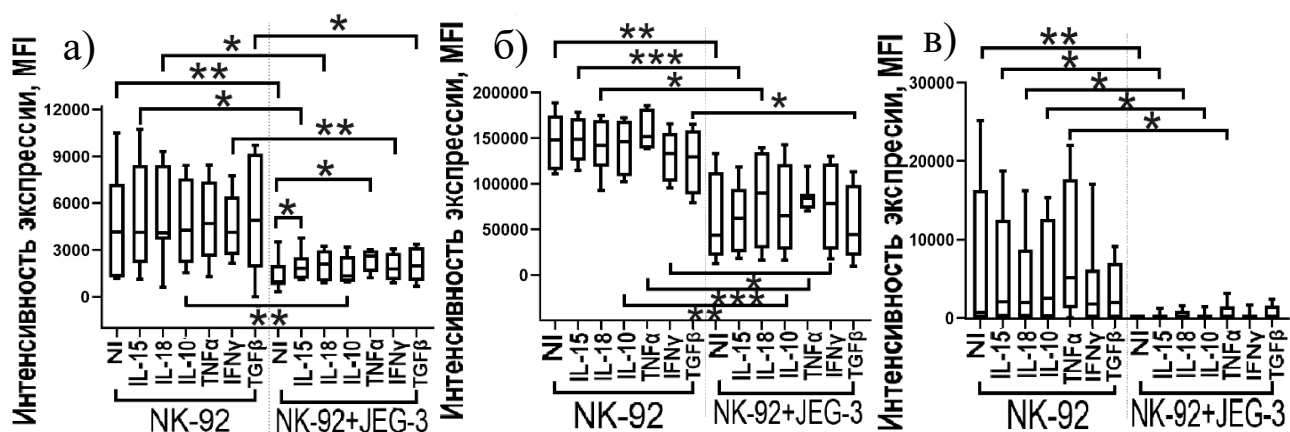 а)
Интенсивность экспрессии, MFI
12000
9000
6000
3000
0
*
*
**
*
**
*
*
**
NI
IL-15
IL-18
IL-10
TNFα
IFNγ
TGFβ
NI
IL-15
IL-18
IL-10
TNFα
IFNγ
TGFβ
NK-92
NK-92+JEG-3
б)
Интенсивность экспрессии, MFI
200000
150000
100000
50000
0
**
***
*
*
*
***
**
NI
IL-15
IL-18
IL-10
TNFα
IFNγ
TGFβ
NI
IL-15
IL-18
IL-10
TNFα
IFNγ
TGFβ
NK-92
NK-92+JEG-3
в)
Интенсивность экспрессии, MFI
30000
20000
10000
0
**
*
*
*
*
NI
IL-15
IL-18
IL-10
TNFα
IFNγ
TGFβ
NI
IL-15
IL-18
IL-10
TNFα
IFNγ
TGFβ
NK-92
NK-92+JEG-3